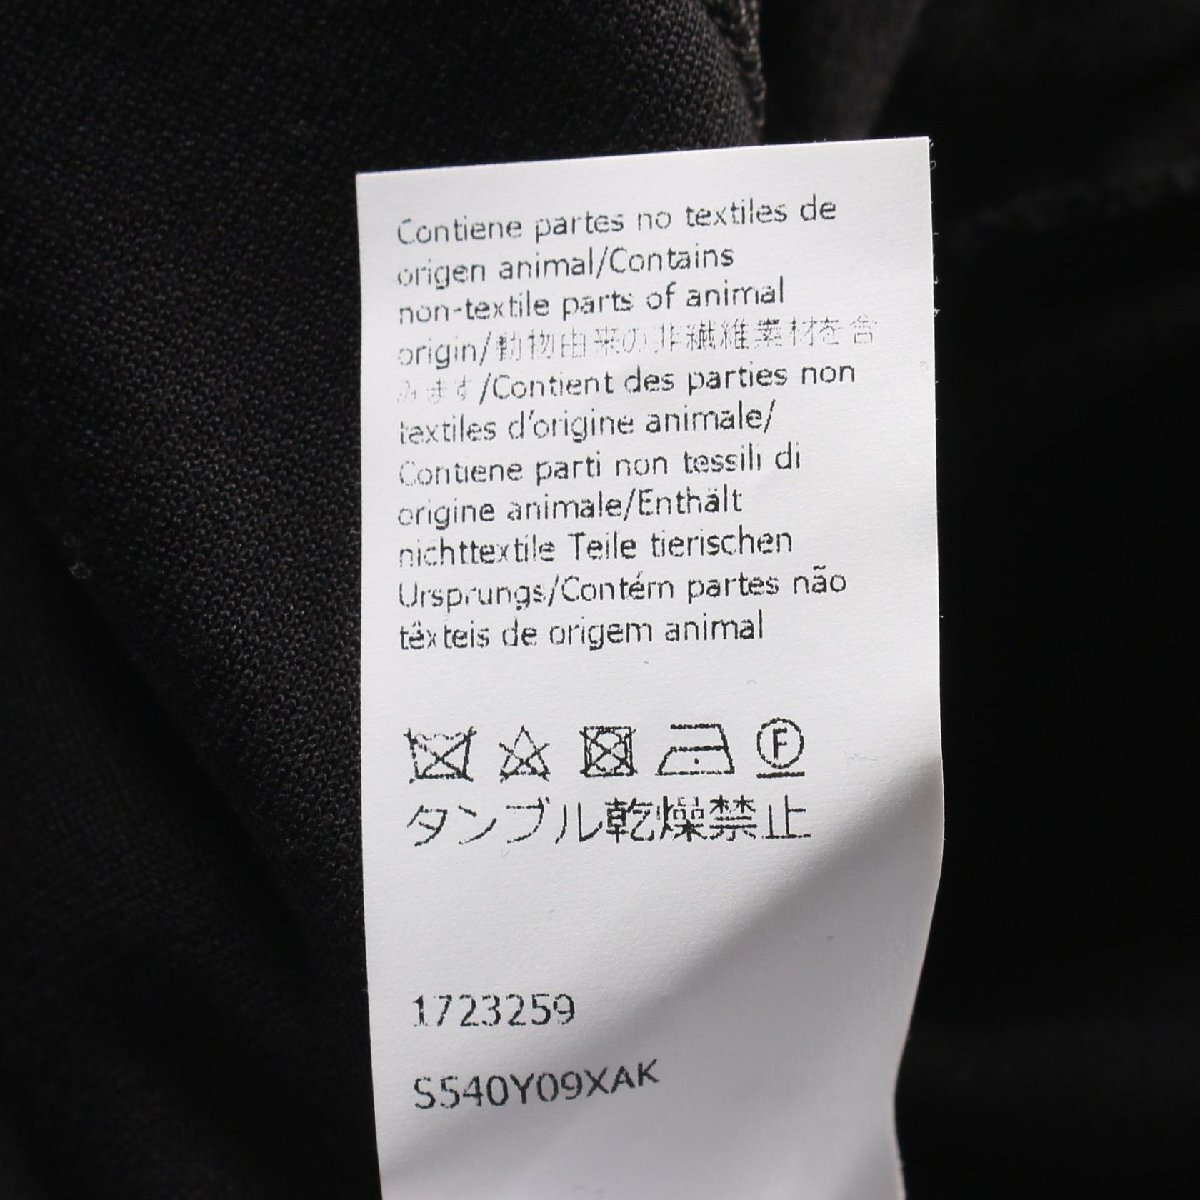 Contiene partes no textiles de
origen animal/Contains
non-textile parts of animal
origin/動物由来の非繊維素材を含
みます/Contient des parties non
textiles d'origine animale/
Contiene parti non tessili di
origine animale/Enthält
nichttextile Teile tierischen
Ursprungs/Contém partes não
têxteis de origem animal
F
タンブル乾燥禁止
1723259
S540Y09XAK